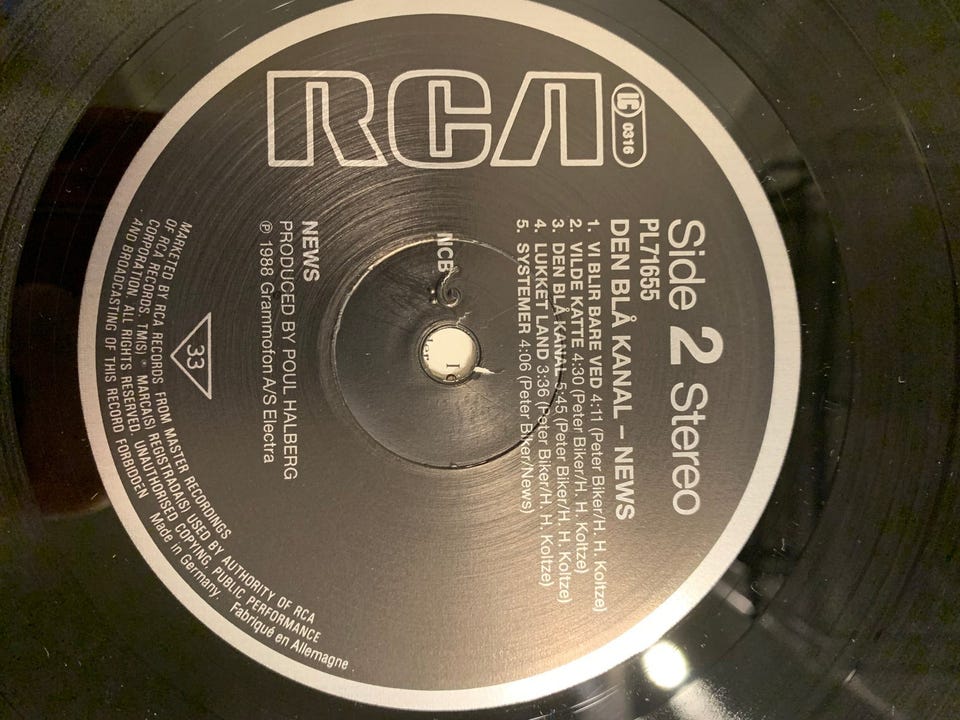 RCA
LC
0316
Side 2 Stereo
PL71655
DEN BLÅ KANAL – NEWS
1. VI BLIR BARE VED 4:11 (Peter Biker/H. H. Koltze)
2. VILDE KATTE 4:30 (Peter Biker/H. H. Koltze)
3. DEN BLÅ KANAL 5:45 (Peter Biker/H. H. Koltze)
4. LUKKET LAND 3:36 (Peter Biker/H. H. Koltze)
5. SYSTEMER 4:06 (Peter Biker/News)
NCB
NEWS
PRODUCED BY POUL HALBERG
℗ 1988 Grammofon A/S Electra
33
MARKETED BY RCA RECORDS FROM MASTER RECORDINGS
OF RCA RECORDS. TM(S) ® MARCA(S) REGISTRADA(S) USED BY AUTHORITY OF RCA
CORPORATION. ALL RIGHTS RESERVED. UNAUTHORISED COPYING, PUBLIC PERFORMANCE
AND BROADCASTING OF THIS RECORD FORBIDDEN Made in Germany Fabriqué en Allemagne